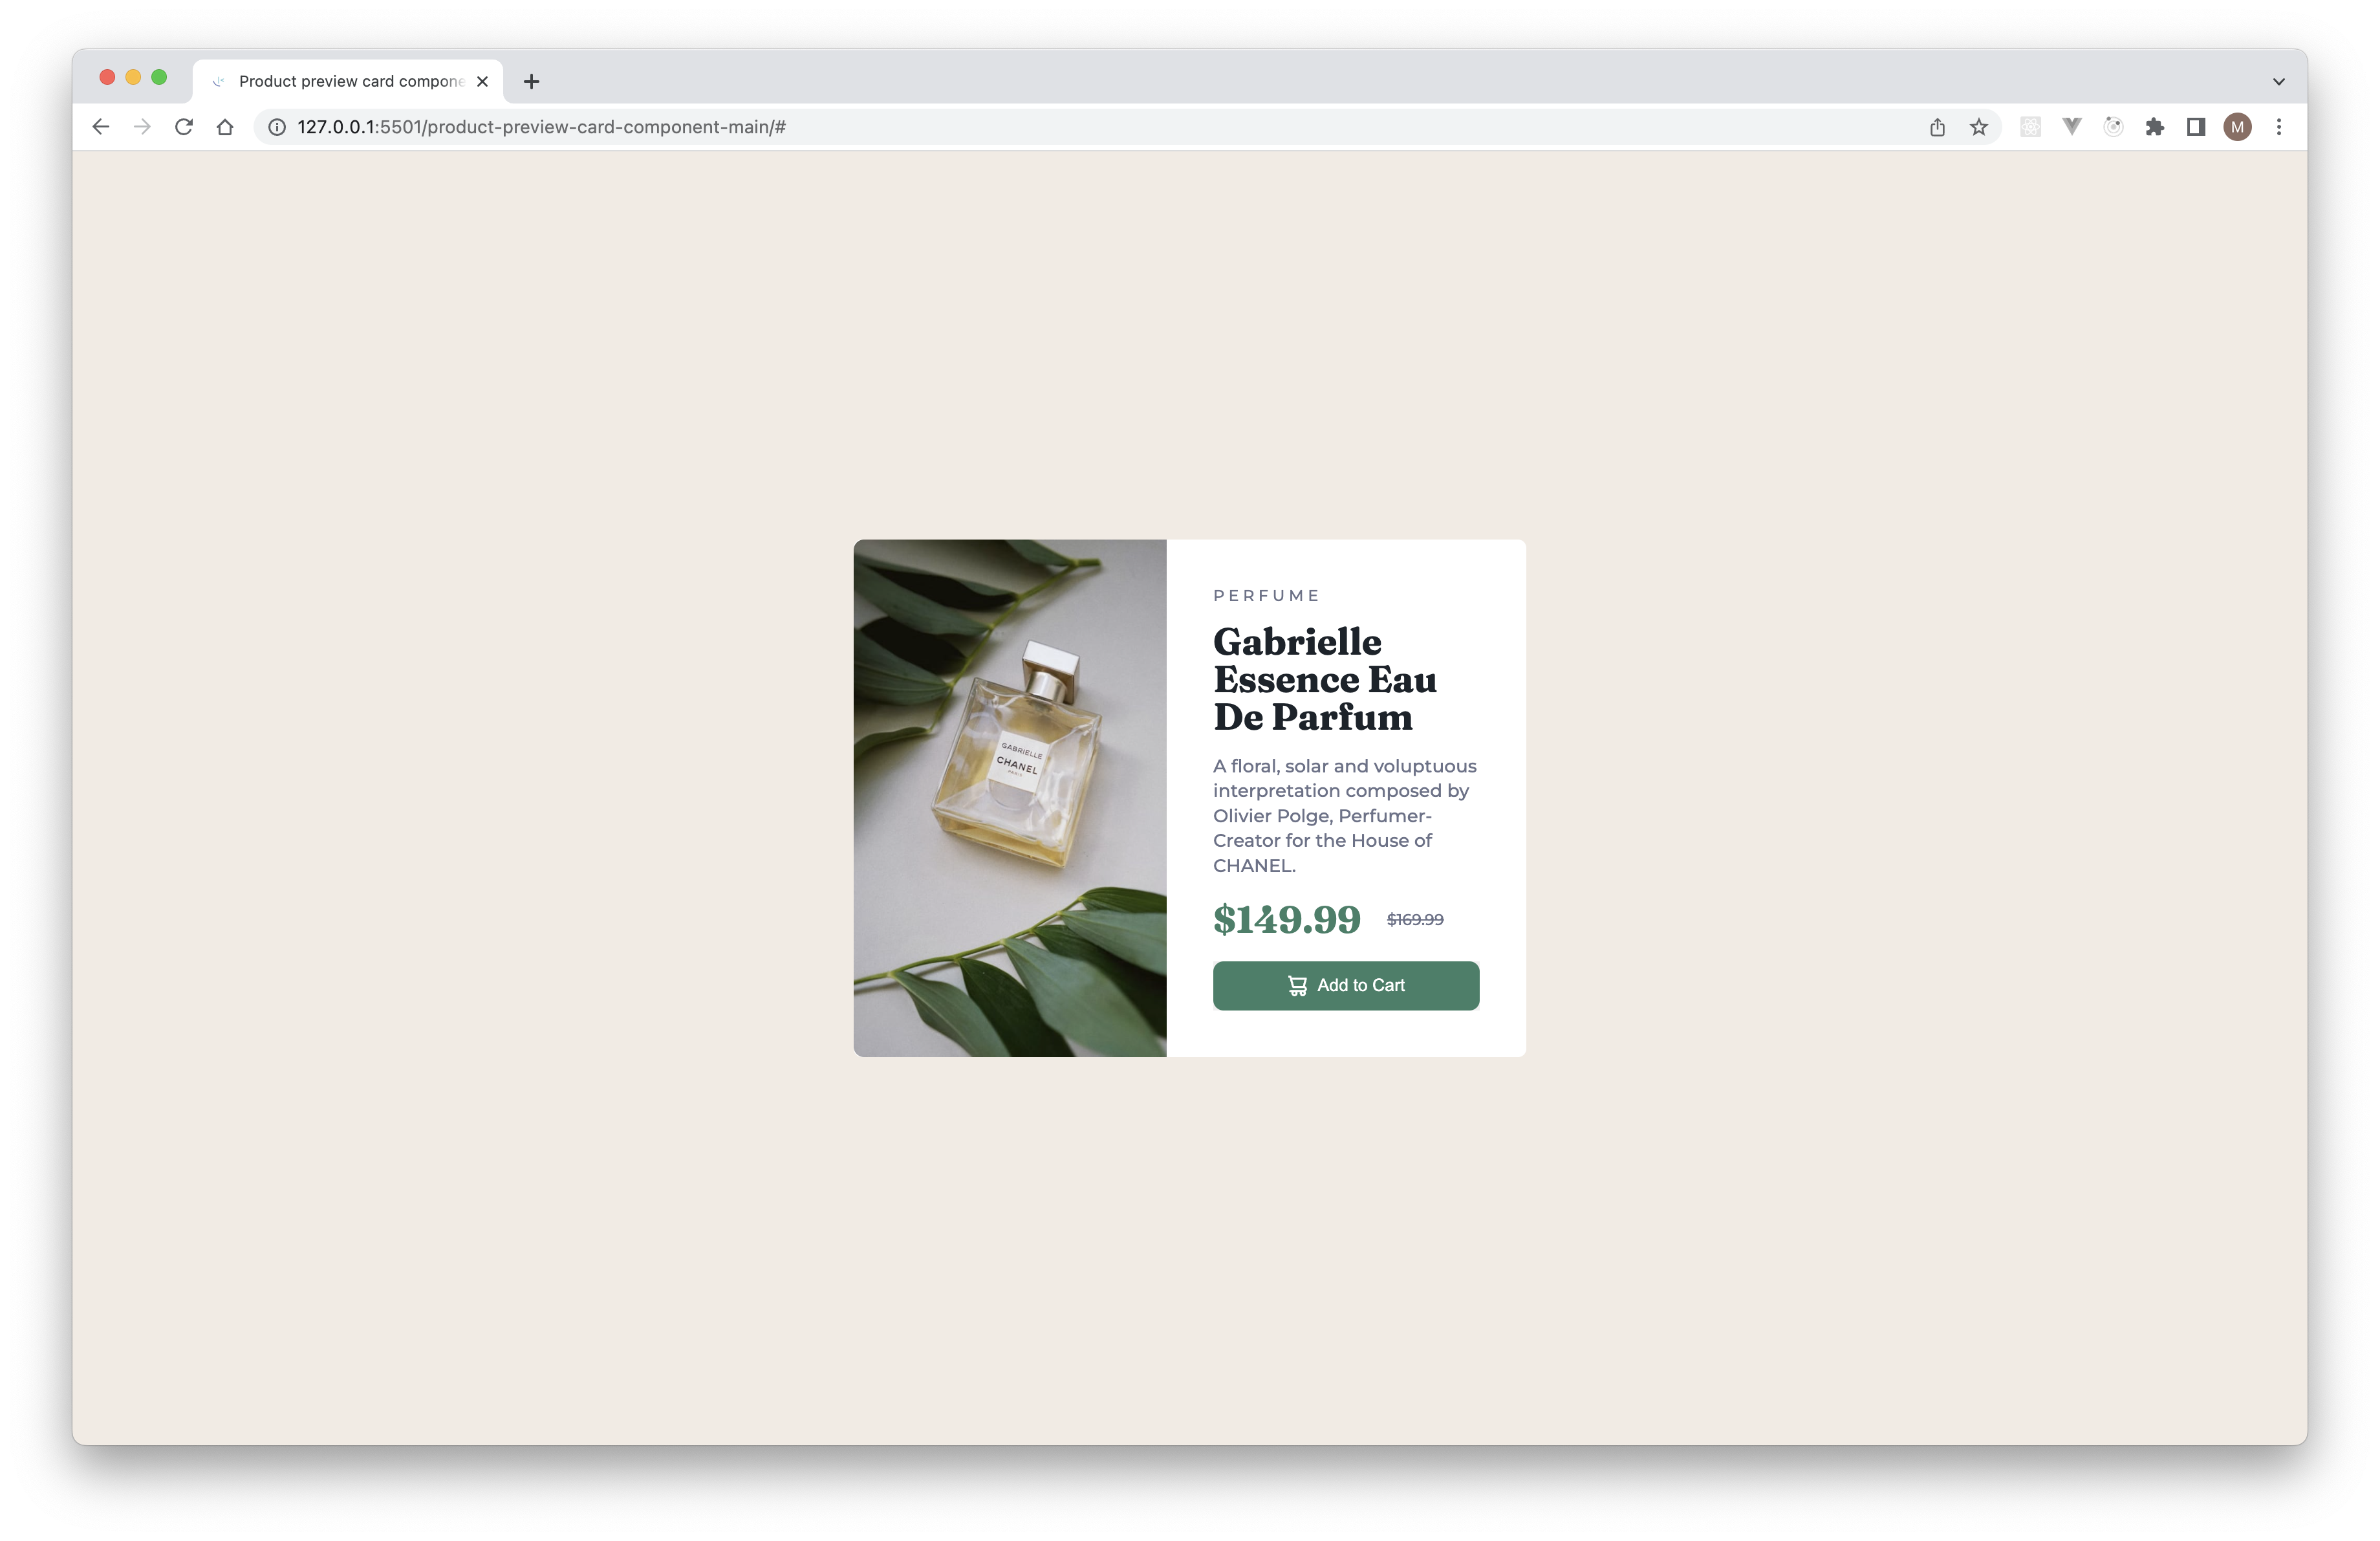 Product preview card compone
127.0.0.1:5501/product-preview-card-component-main/#
M
GABRIELLE
CHANEL
PARIS
PERFUME
Gabrielle
Essence Eau
De Parfum
A floral, solar and voluptuous
interpretation composed by
Olivier Polge, Perfumer-
Creator for the House of
CHANEL.
$149.99 $169.99
Add to Cart